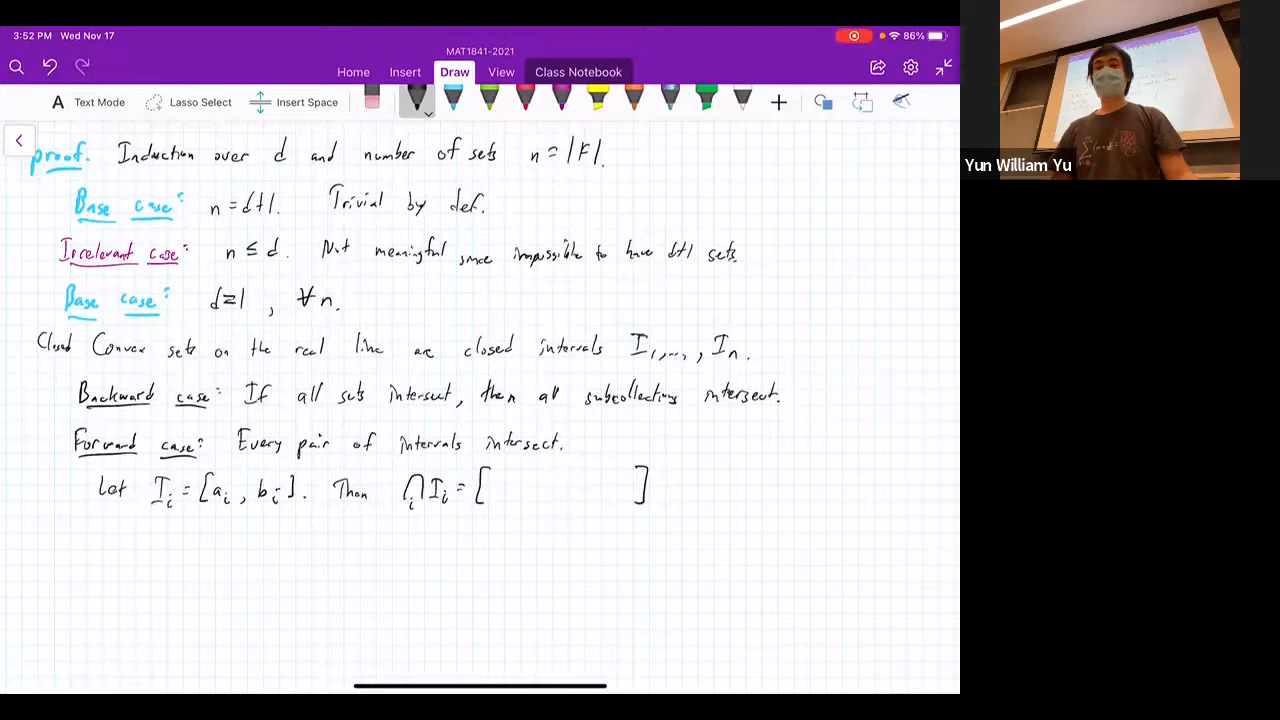 3:52 PM Wed Nov 17
86%
MAT1841-2021
Home Insert Draw View Class Notebook
Text Mode Lasso Select Insert Space
Yun William Yu
proof. Induction over d and number of sets n = |F|.
Base case: n = d+1. Trivial by def.
Irrelevant case: n ≤ d. Not meaningful since impossible to have d+1 sets.
Base case: d=1, ∀ n.
Closed Convex sets on the real line are closed intervals I₁,...,Iₙ.
Backward case: If all sets intersect, then all subcollections intersect.
Forward case: Every pair of intervals intersect.
Let Iᵢ = [aᵢ, bᵢ]. Then ∩ᵢ Iᵢ = [ ]